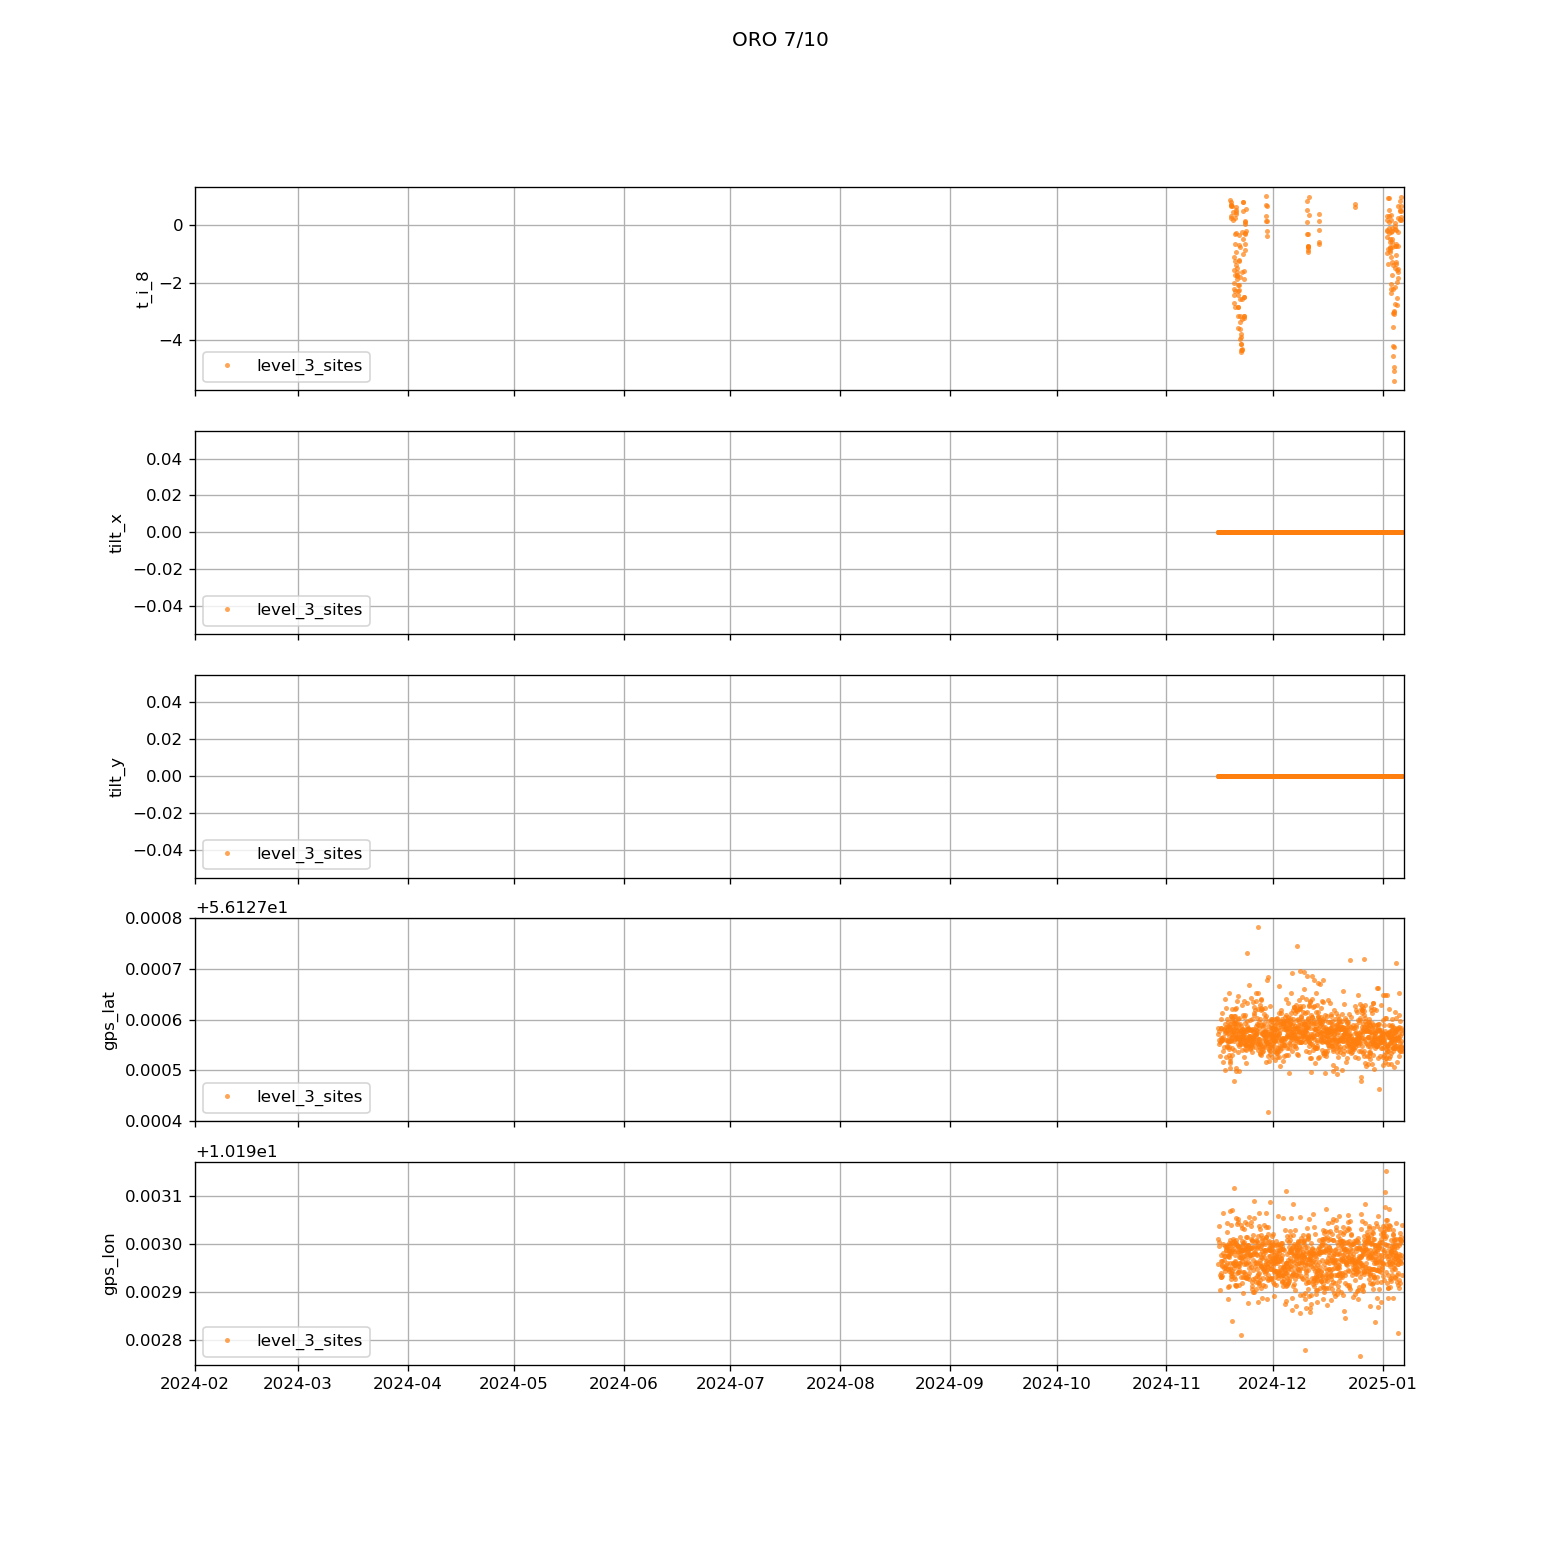 ORO 7/10
0
−2
−4
t_i_8
level_3_sites
0.04
0.02
0.00
−0.02
−0.04
tilt_x
level_3_sites
0.04
0.02
0.00
−0.02
−0.04
tilt_y
level_3_sites
+5.6127e1
0.0008
0.0007
0.0006
0.0005
0.0004
gps_lat
level_3_sites
+1.019e1
0.0031
0.0030
0.0029
0.0028
gps_lon
level_3_sites
2024-02 2024-03 2024-04 2024-05 2024-06 2024-07 2024-08 2024-09 2024-10 2024-11 2024-12 2025-01